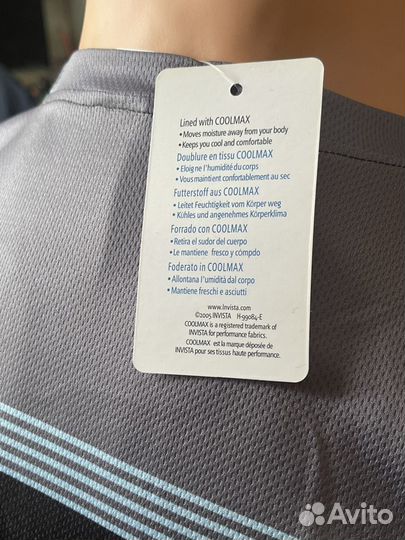 Lined with COOLMAX
• Moves moisture away from your body
• Keeps you cool and comfortable
Doublure en tissu COOLMAX
• Eloig ne l'humidité du corps
• Vous maintient confortablement au sec
Futterstoff aus COOLMAX
• Leitet Feuchtigkeit vom Körper weg
• Kühles und angenehmes Körperklima
Forrado con COOLMAX
• Retira el sudor del cuerpo
• Le mantiene fresco y cómpdo
Foderato in COOLMAX
• Allontana l'umidità dal corpo
• Mantiene freschi e asciutti
www.Invista.com
©2005 INVISTA H-99084-E
COOLMAX is a registered trademark of
INVISTA for performance fabrics.
COOLMAX est la marque déposée de
INVISTA pour ses tissus haute performance.
Avito